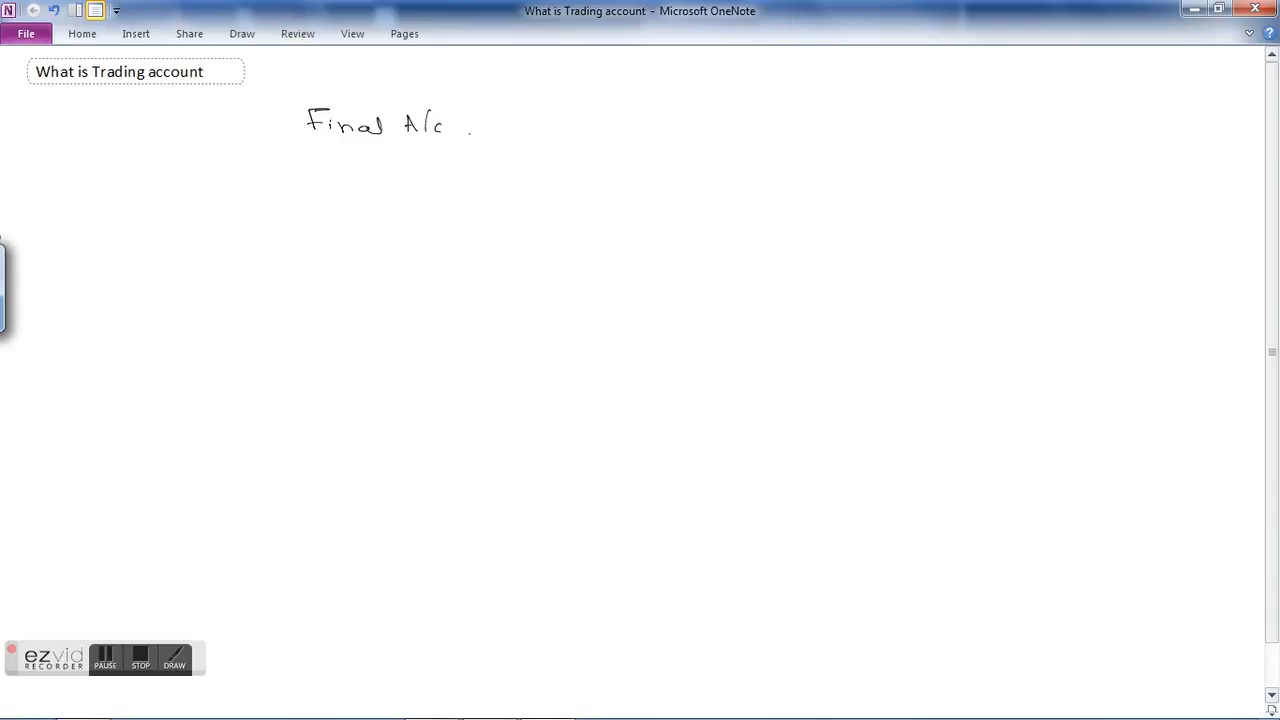 What is Trading account - Microsoft OneNote
File Home Insert Share Draw Review View Pages
What is Trading account
Final A/c .
ezvid
RECORDER
PAUSE STOP DRAW